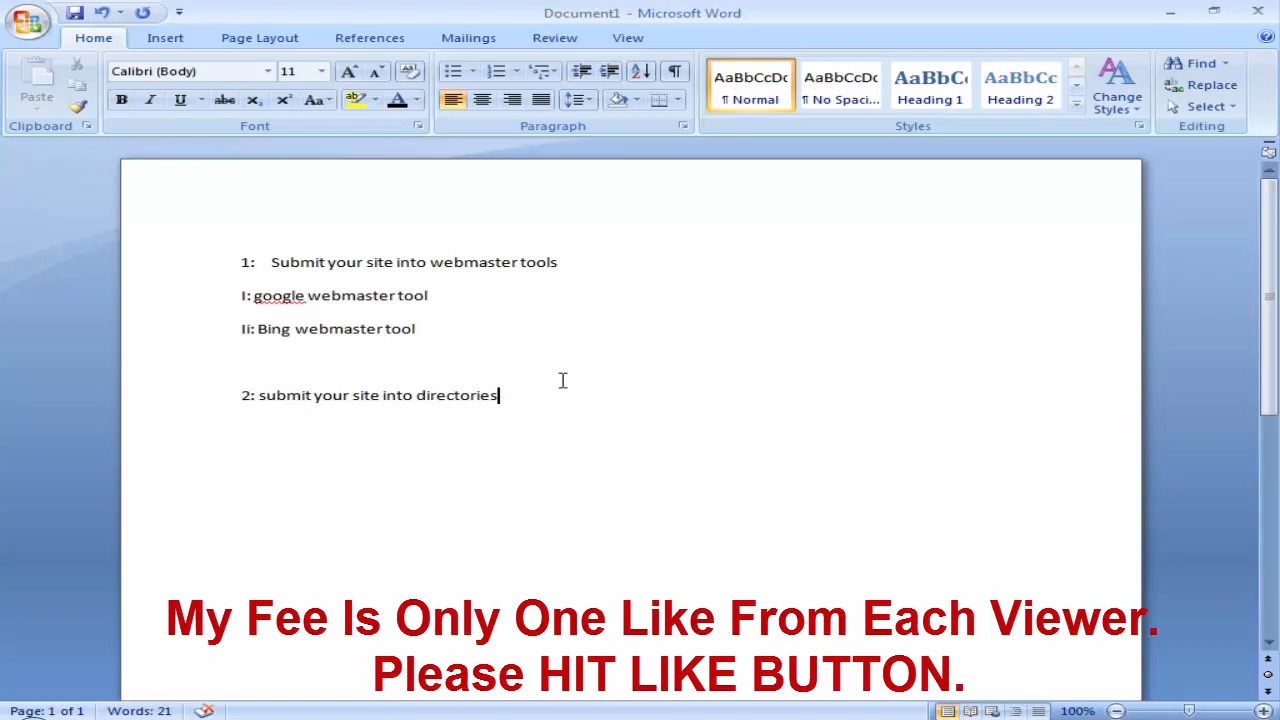 Document1 - Microsoft Word
Home Insert Page Layout References Mailings Review View
Calibri (Body) 11
AaBbCcDc AaBbCcDc AaBbC AaBbCc
Find
Replace
Select
Paste
¶ Normal ¶ No Spaci... Heading 1 Heading 2
Change
Styles
Clipboard Font Paragraph Styles Editing
1: Submit your site into webmaster tools
I: google webmaster tool
Ii: Bing webmaster tool
2: submit your site into directories
My Fee Is Only One Like From Each Viewer.
Please HIT LIKE BUTTON.
Page: 1 of 1 Words: 21 100%